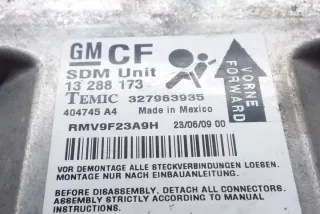 GM CF
SDM Unit
13 288 173
TEMIC 327963935
404745 A4 Made in Mexico
RMV9F23A9H 23/06/09 00
VORNE
FORWARD
VOR DEMONTAGE ALLE STECKVERBINDUNGEN LOESEN.
MONTAGE NUR NACH EINBAUANLEITUNG.
BEFORE DISASSEMBLY, DETACH ALL CONNECTORS.
ASSEMBLE STRICTLY ACCORDING TO MANUAL
INSTRUCTIONS